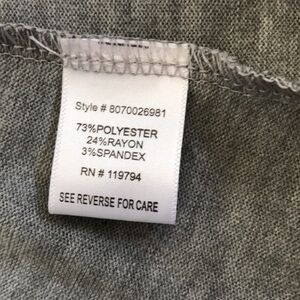 Style # 8070026981
73%POLYESTER
24%RAYON
3%SPANDEX
RN # 119794
SEE REVERSE FOR CARE